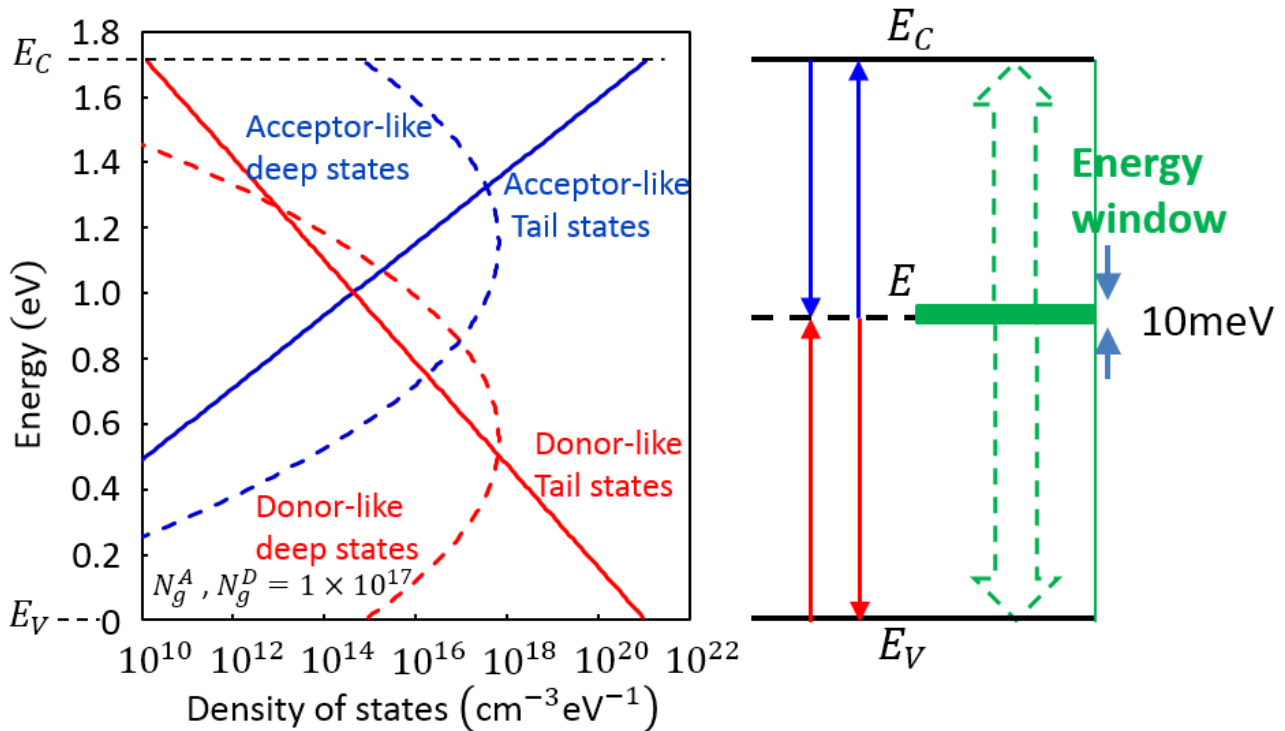 1.8
E_C
1.6
1.4
1.2
1.0
0.8
0.6
0.4
0.2
E_V
0
Energy (eV)
Acceptor-like
deep states
Acceptor-like
Tail states
Donor-like
Tail states
Donor-like
deep states
N_g^A , N_g^D = 1 × 10^17
10^10 10^12 10^14 10^16 10^18 10^20 10^22
Density of states (cm^−3eV^−1)
E_C
Energy
window
E
10meV
E_V